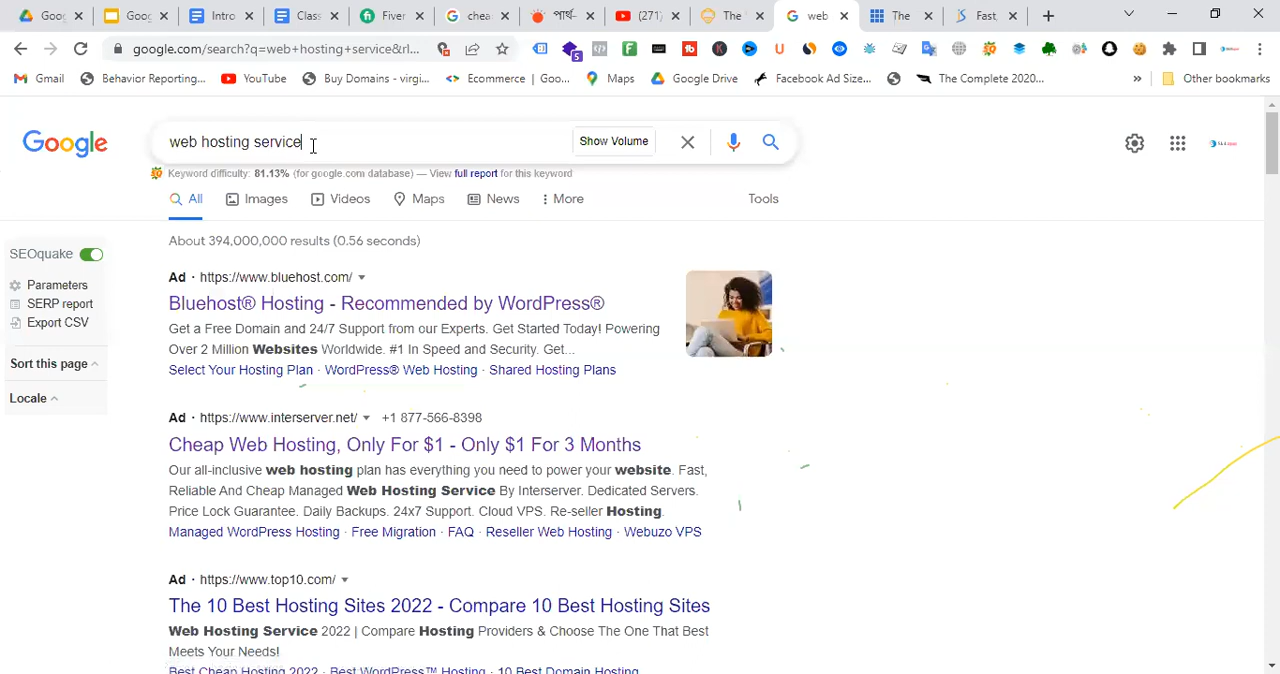 Goog
Goog
Intro
Class
Fiver
chea
পার্থ-
(271)
The
web
The
Fast,
google.com/search?q=web+hosting+service&rl...
Gmail
Behavior Reporting...
YouTube
Buy Domains - virgi...
Ecommerce | Goo...
Maps
Google Drive
Facebook Ad Size...
The Complete 2020...
»
Other bookmarks
Google
web hosting service
Show Volume
Keyword difficulty: 81.13% (for google.com database) — View full report for this keyword
All
Images
Videos
Maps
News
More
Tools
SEOquake
Parameters
SERP report
Export CSV
Sort this page
Locale
About 394,000,000 results (0.56 seconds)
Ad · https://www.bluehost.com/
Bluehost® Hosting - Recommended by WordPress®
Get a Free Domain and 24/7 Support from our Experts. Get Started Today! Powering
Over 2 Million Websites Worldwide. #1 In Speed and Security. Get...
Select Your Hosting Plan · WordPress® Web Hosting · Shared Hosting Plans
Ad · https://www.interserver.net/ +1 877-566-8398
Cheap Web Hosting, Only For $1 - Only $1 For 3 Months
Our all-inclusive web hosting plan has everything you need to power your website. Fast,
Reliable And Cheap Managed Web Hosting Service By Interserver. Dedicated Servers.
Price Lock Guarantee. Daily Backups. 24x7 Support. Cloud VPS. Re-seller Hosting.
Managed WordPress Hosting · Free Migration · FAQ · Reseller Web Hosting · Webuzo VPS
Ad · https://www.top10.com/
The 10 Best Hosting Sites 2022 - Compare 10 Best Hosting Sites
Web Hosting Service 2022 | Compare Hosting Providers & Choose The One That Best
Meets Your Needs!
Best Cheap Hosting 2022 · Best WordPress™ Hosting · 10 Best Domain Hosting